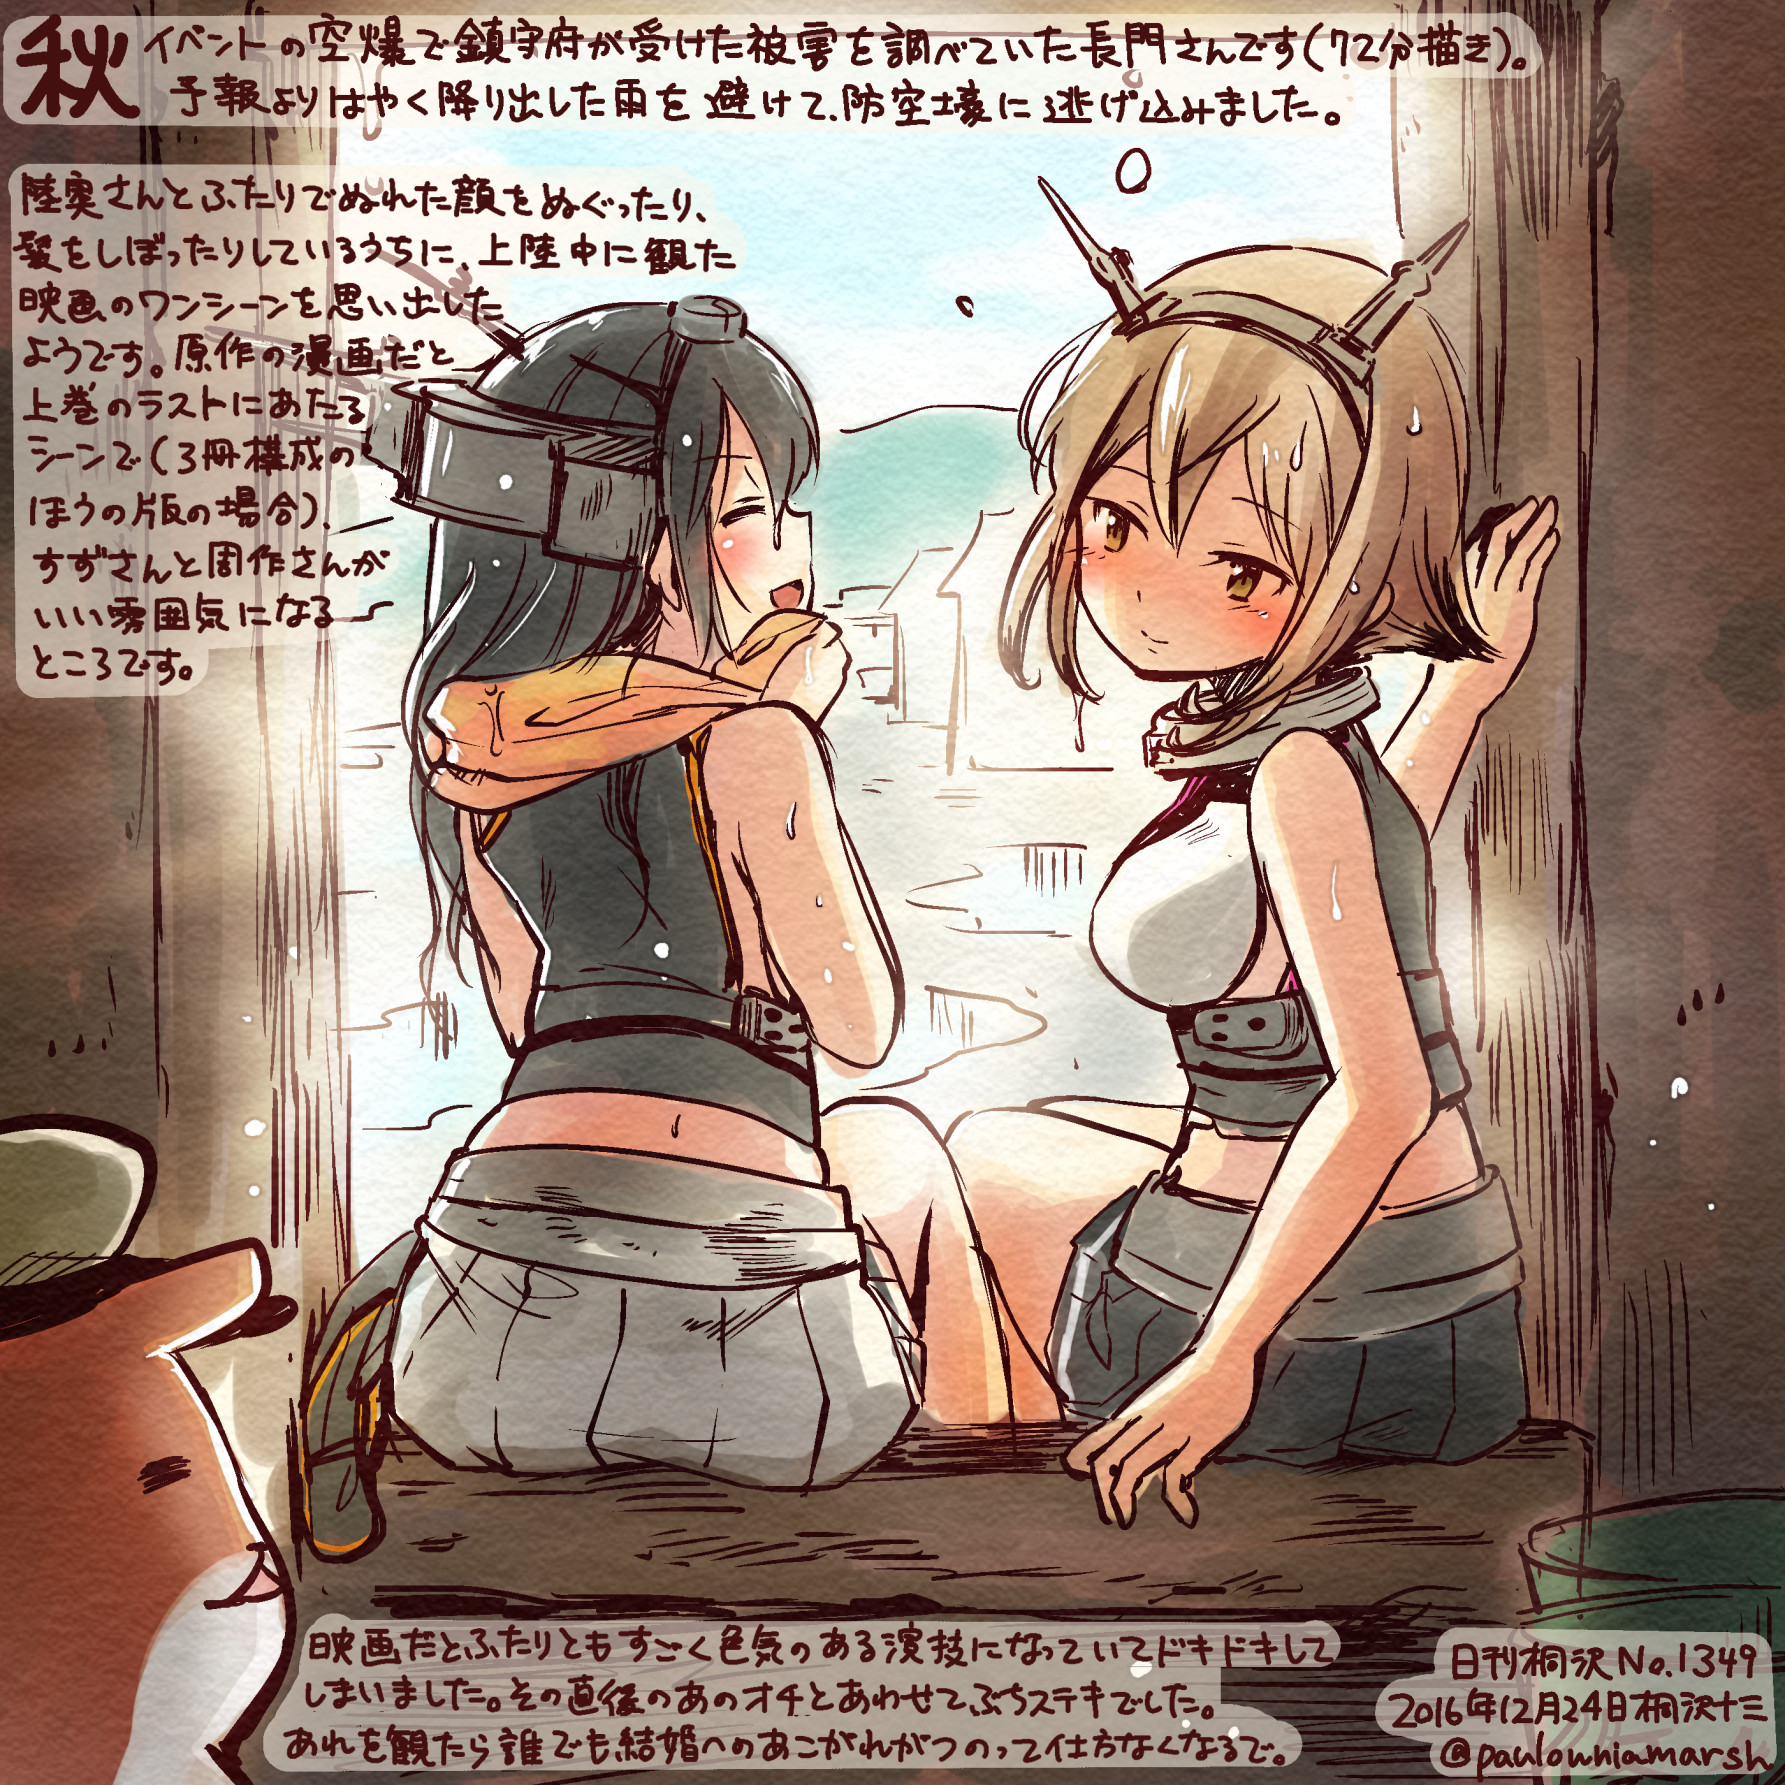 秋イベントの空爆で鎮守府が受けた被害を調べていた長門さんです(72分描き)。
予報よりはやく降り出した雨を避けて、防空壕に逃げ込みました。
陸奥さんとふたりでぬれた顔をぬぐったり、
髪をしぼったりしているうちに、上陸中に観た
映画のワンシーンを思い出した
ようです。原作の漫画だと
上巻のラストにあたる
シーンで(3冊構成の
ほうの版の場合)、
すずさんと周作さんが
いい雰囲気になる
ところです。
映画だとふたりともすごく色気のある演技になっていてドキドキして
しまいました。その直後のあのオチとあわせてぶちステキでした。
あれを観たら誰でも結婚へのあこがれがつのって仕方なくなるで。
日刊桐沢No.1349
2016年12月24日桐沢十三
@paulowniamarsh